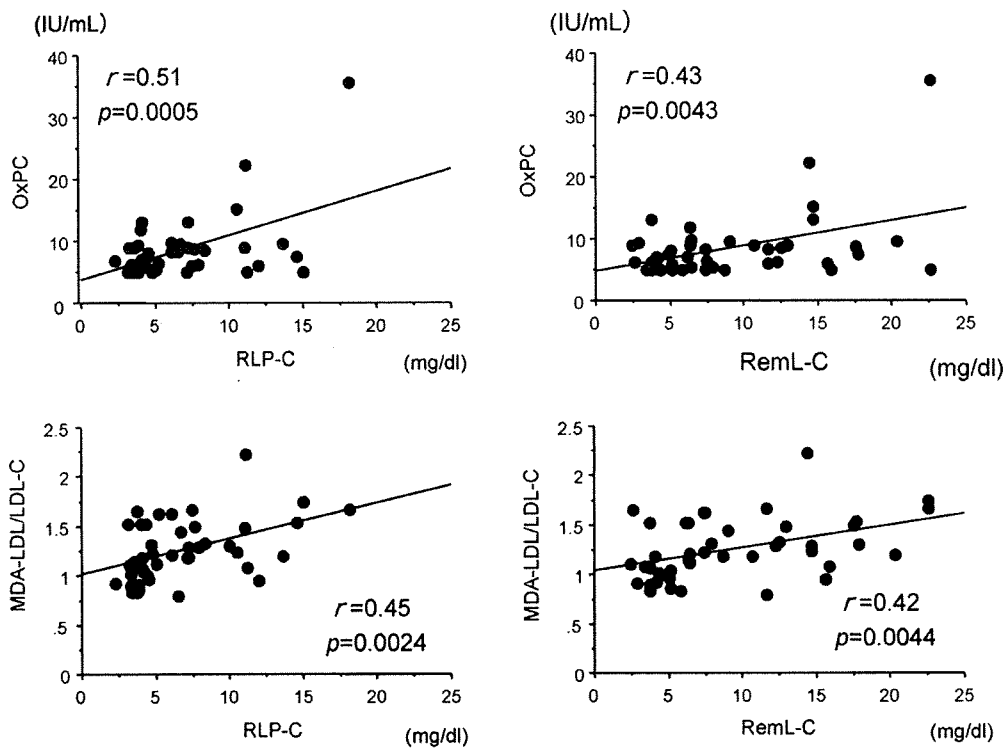 (IU/mL)
40
30
20
10
0
OxPC
r=0.51
p=0.0005
0 5 10 15 20 25
RLP-C (mg/dl)
(IU/mL)
40
30
20
10
0
OxPC
r=0.43
p=0.0043
0 5 10 15 20 25
RemL-C (mg/dl)
2.5
2
1.5
1
.5
0
MDA-LDL/LDL-C
r=0.45
p=0.0024
0 5 10 15 20 25
RLP-C (mg/dl)
2.5
2
1.5
1
.5
0
MDA-LDL/LDL-C
r=0.42
p=0.0044
0 5 10 15 20 25
RemL-C (mg/dl)